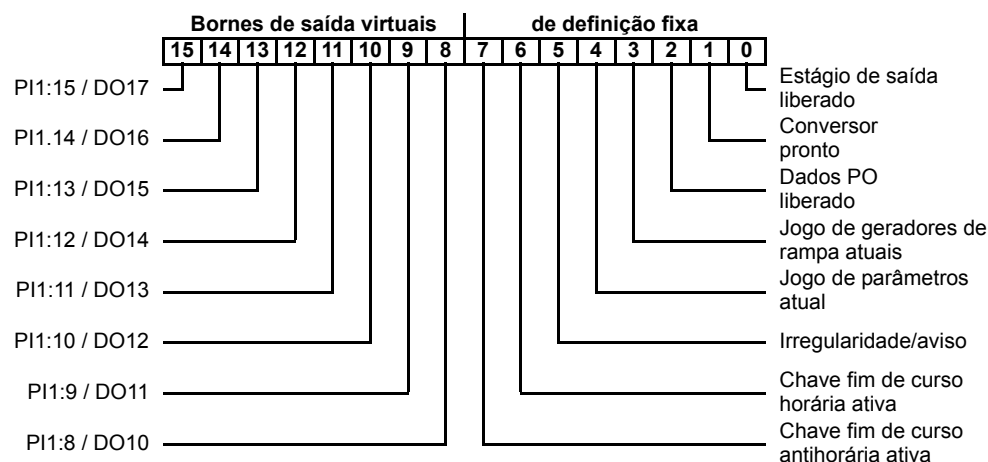 Bornes de saída virtuais de definição fixa
15 14 13 12 11 10 9 8 7 6 5 4 3 2 1 0
PI1:15 / DO17
PI1.14 / DO16
PI1:13 / DO15
PI1:12 / DO14
PI1:11 / DO13
PI1:10 / DO12
PI1:9 / DO11
PI1:8 / DO10
Estágio de saída
liberado
Conversor
pronto
Dados PO
liberado
Jogo de geradores de
rampa atuais
Jogo de parâmetros
atual
Irregularidade/aviso
Chave fim de curso
horária ativa
Chave fim de curso
antihorária ativa